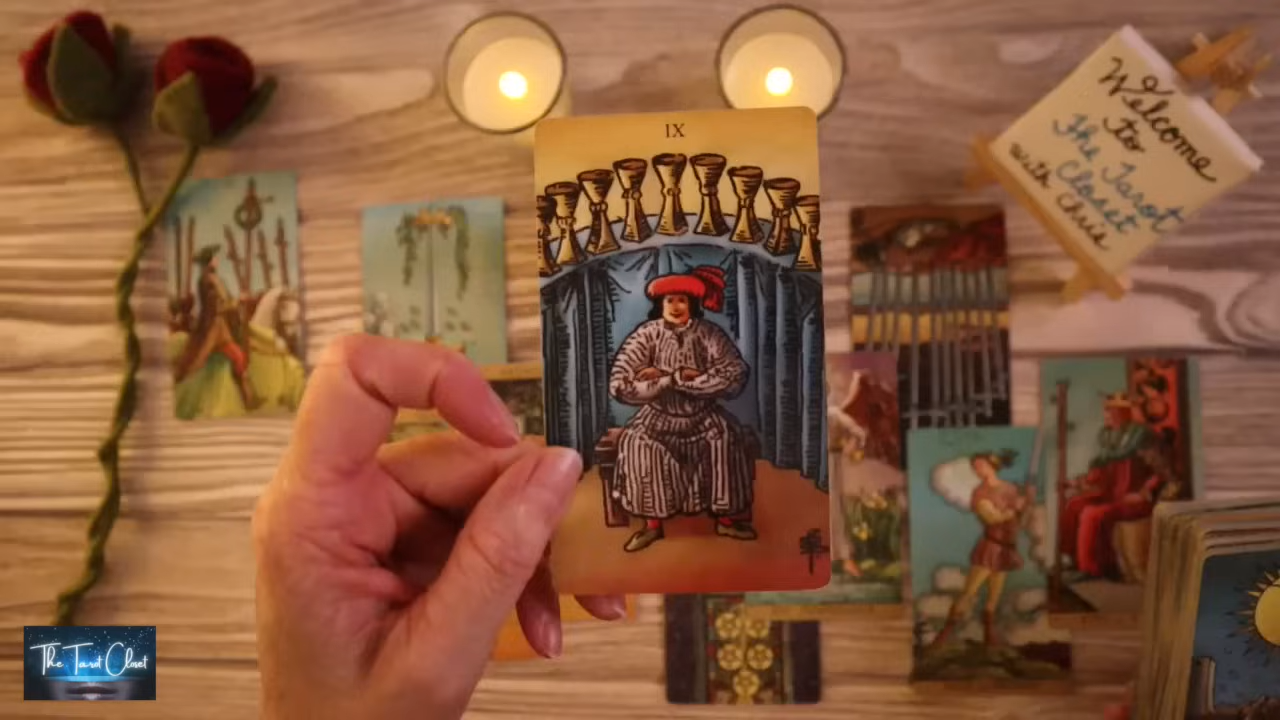 IX
Welcome
to
The Tarot
Closet
with Chris
The Tarot Closet